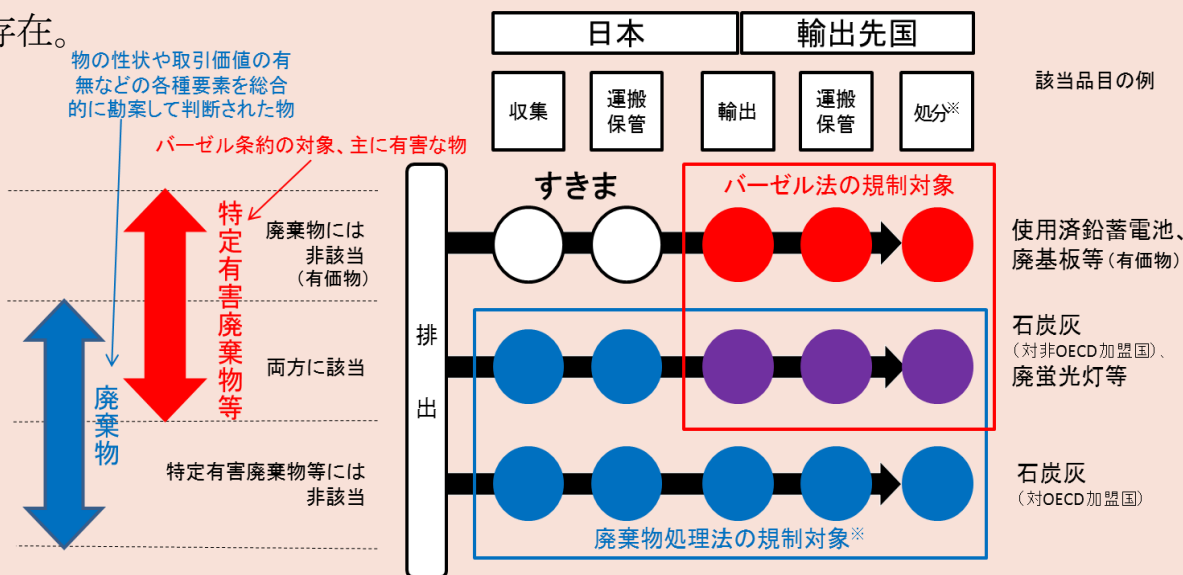 存在。
物の性状や取引価値の有
無などの各種要素を総合
的に勘案して判断された物
バーゼル条約の対象、主に有害な物
日本
輸出先国
収集
運搬
保管
輸出
運搬
保管
処分※
該当品目の例
すきま
バーゼル法の規制対象
特定有害廃棄物等
廃棄物には
非該当
(有価物)
使用済鉛蓄電池、
廃基板等(有価物)
排出
廃棄物
両方に該当
石炭灰
(対非OECD加盟国)、
廃蛍光灯等
特定有害廃棄物等には
非該当
石炭灰
(対OECD加盟国)
廃棄物処理法の規制対象※